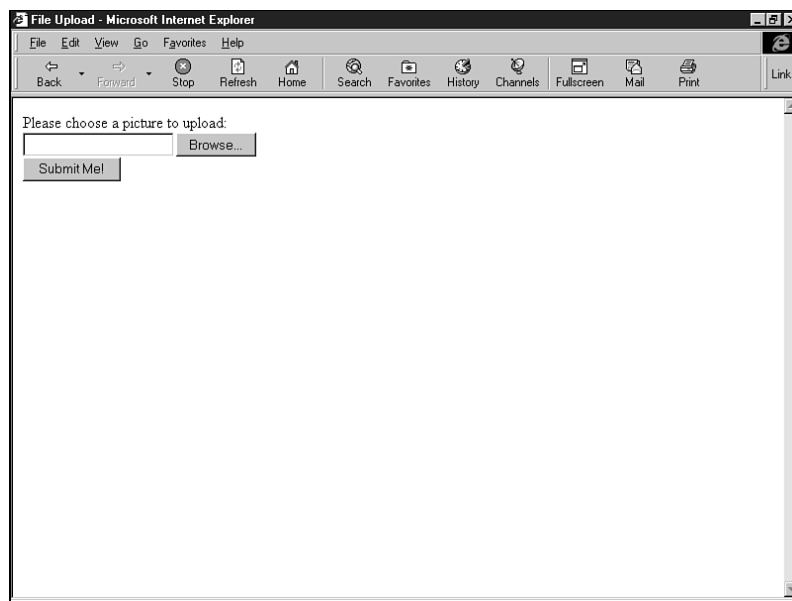 File Upload - Microsoft Internet Explorer
File Edit View Go Favorites Help
Back Forward Stop Refresh Home Search Favorites History Channels Fullscreen Mail Print Link
Please choose a picture to upload:
Browse...
Submit Me!